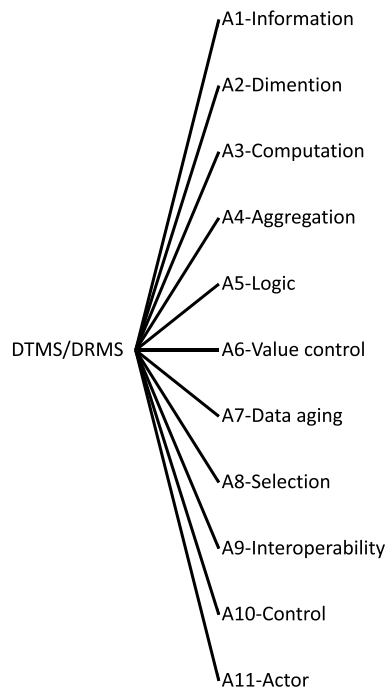 A1-Information
A2-Dimention
A3-Computation
A4-Aggregation
A5-Logic
DTMS/DRMS
A6-Value control
A7-Data aging
A8-Selection
A9-Interoperability
A10-Control
A11-Actor